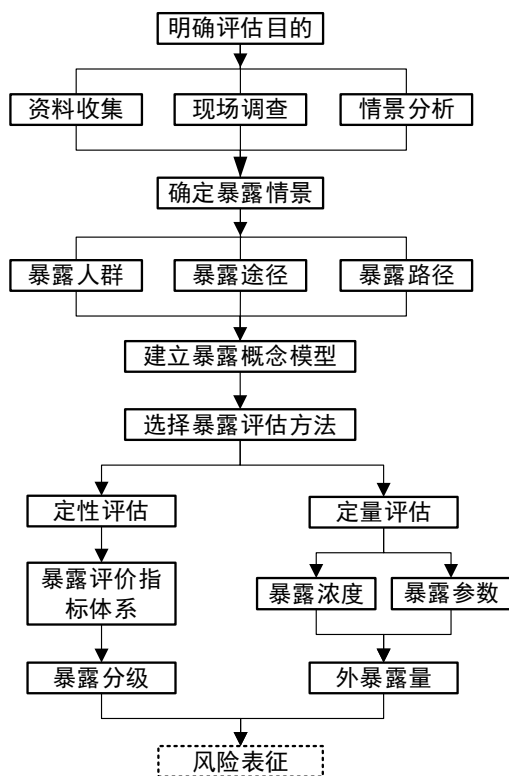 明确评估目的
资料收集
现场调查
情景分析
确定暴露情景
暴露人群
暴露途径
暴露路径
建立暴露概念模型
选择暴露评估方法
定性评估
定量评估
暴露评价指
标体系
暴露浓度
暴露参数
暴露分级
外暴露量
风险表征